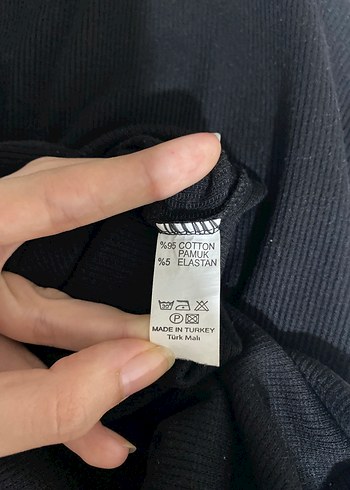 %95 COTTON
PAMUK
%5 ELASTAN
P
MADE IN TURKEY
Türk Malı